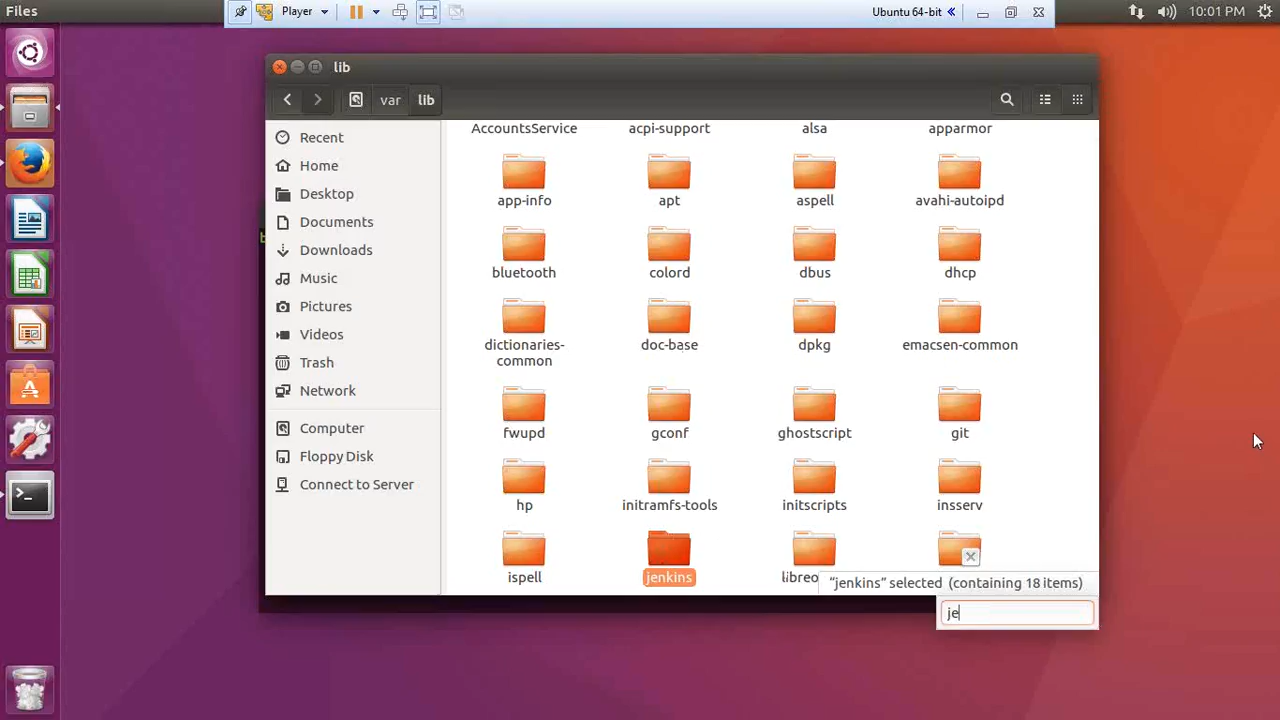 Files
Player
Ubuntu 64-bit
10:01 PM
lib
var
lib
Recent
Home
Desktop
Documents
Downloads
Music
Pictures
Videos
Trash
Network
Computer
Floppy Disk
Connect to Server
AccountsService acpi-support alsa apparmor
app-info apt aspell avahi-autoipd
bluetooth colord dbus dhcp
dictionaries-common doc-base dpkg emacsen-common
fwupd gconf ghostscript git
hp initramfs-tools initscripts insserv
ispell jenkins libreo
“jenkins” selected (containing 18 items)
je